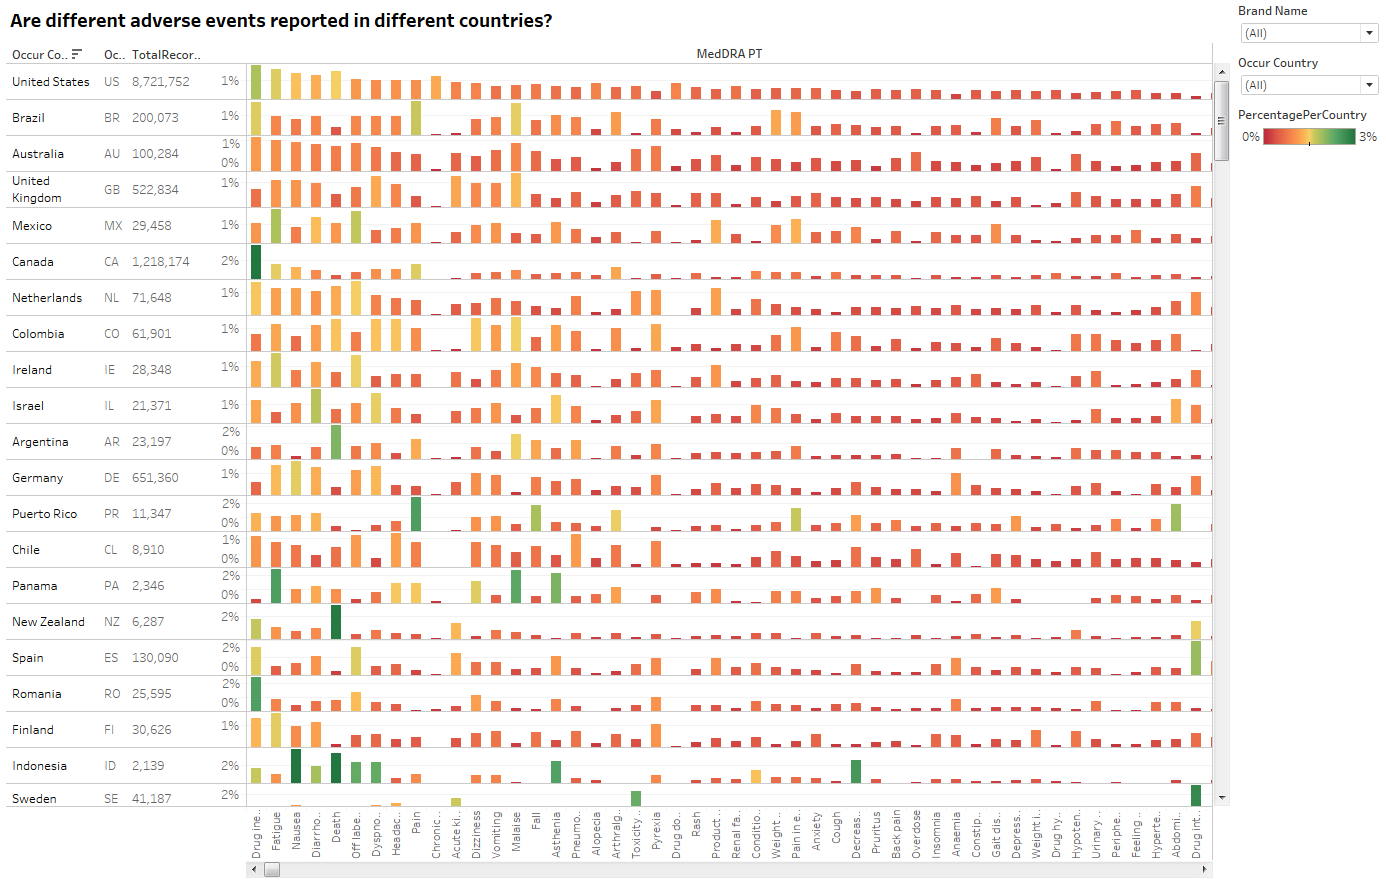 Are different adverse events reported in different countries?
Brand Name
(All)
Occur Country
(All)
PercentagePerCountry
0% 3%
Occur Co.. Oc.. TotalRecor.. MedDRA PT
United States US 8,721,752 1%
Brazil BR 200,073 1%
Australia AU 100,284 1% 0%
United
Kingdom GB 522,834 1%
Mexico MX 29,458 1%
Canada CA 1,218,174 2%
Netherlands NL 71,648 1%
Colombia CO 61,901 1%
Ireland IE 28,348 1%
Israel IL 21,371 1%
Argentina AR 23,197 2% 0%
Germany DE 651,360 1%
Puerto Rico PR 11,347 2% 0%
Chile CL 8,910 1% 0%
Panama PA 2,346 2% 0%
New Zealand NZ 6,287 2%
Spain ES 130,090 2% 0%
Romania RO 25,595 2% 0%
Finland FI 30,626 1%
Indonesia ID 2,139 2%
Sweden SE 41,187 2%
Drug ine..
Fatigue
Nausea
Diarrho..
Death
Off labe..
Dyspno..
Headac..
Pain
Chronic..
Acute ki..
Dizziness
Vomiting
Malaise
Fall
Asthenia
Pneumo..
Alopecia
Arthralg..
Toxicity ..
Pyrexia
Drug do..
Rash
Product ..
Renal fa..
Conditio..
Weight ..
Pain in e..
Anxiety
Cough
Decreas..
Pruritus
Back pain
Overdose
Insomnia
Anaemia
Constip..
Gait dis..
Depress..
Weight i..
Drug hy..
Hypoten..
Urinary ..
Periphe..
Feeling ..
Hyperte..
Abdomi..
Drug int..